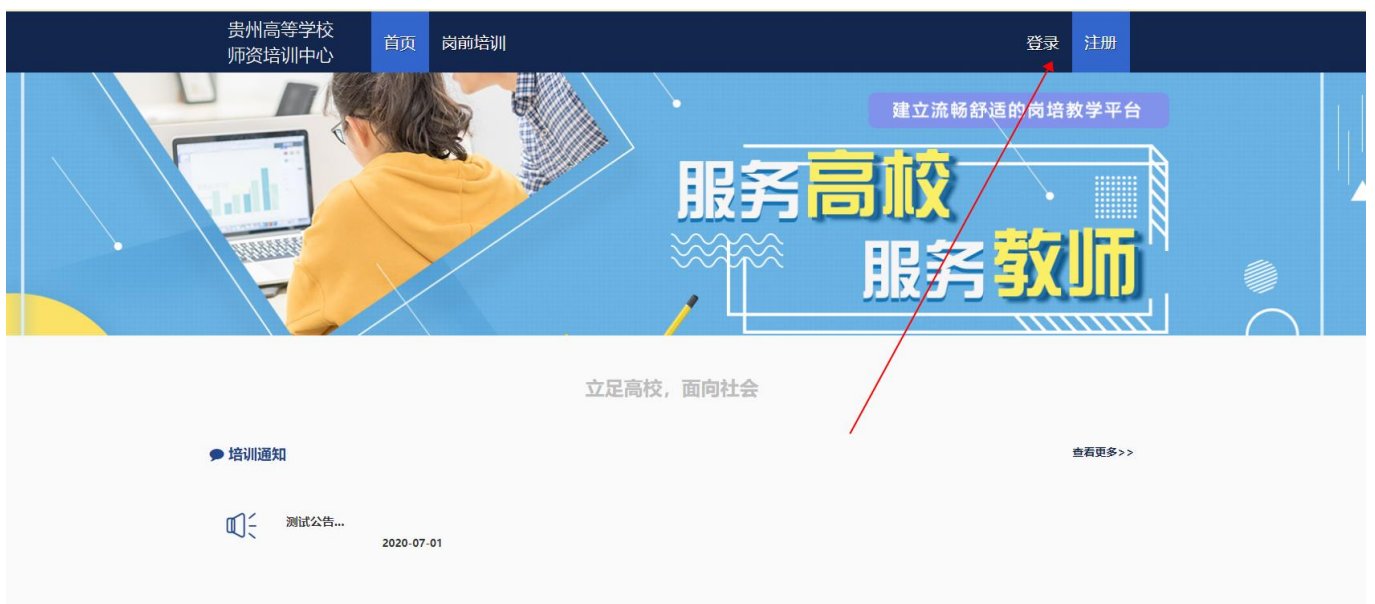 贵州高等学校
师资培训中心
首页 岗前培训 登录 注册
建立流畅舒适的岗培教学平台
服务高校
服务教师
立足高校，面向社会
培训通知 查看更多>>
测试公告...
2020-07-01